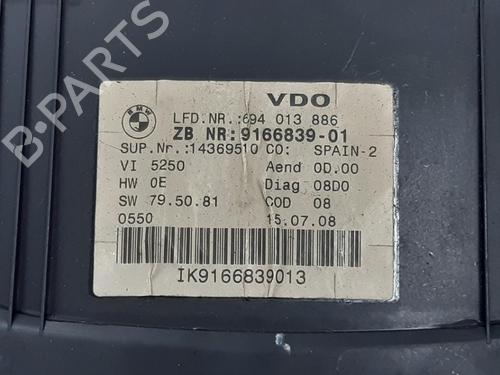 B-PARTS
BMW
VDO
LFD.NR.:694 013 886
ZB NR:9166839-01
SUP.Nr.:14369510 CO: SPAIN-2
VI 5250 Aend 0D.00
HW 0E Diag 08D0
SW 79.50.81 COD 08
0550 15.07.08
IK9166839013